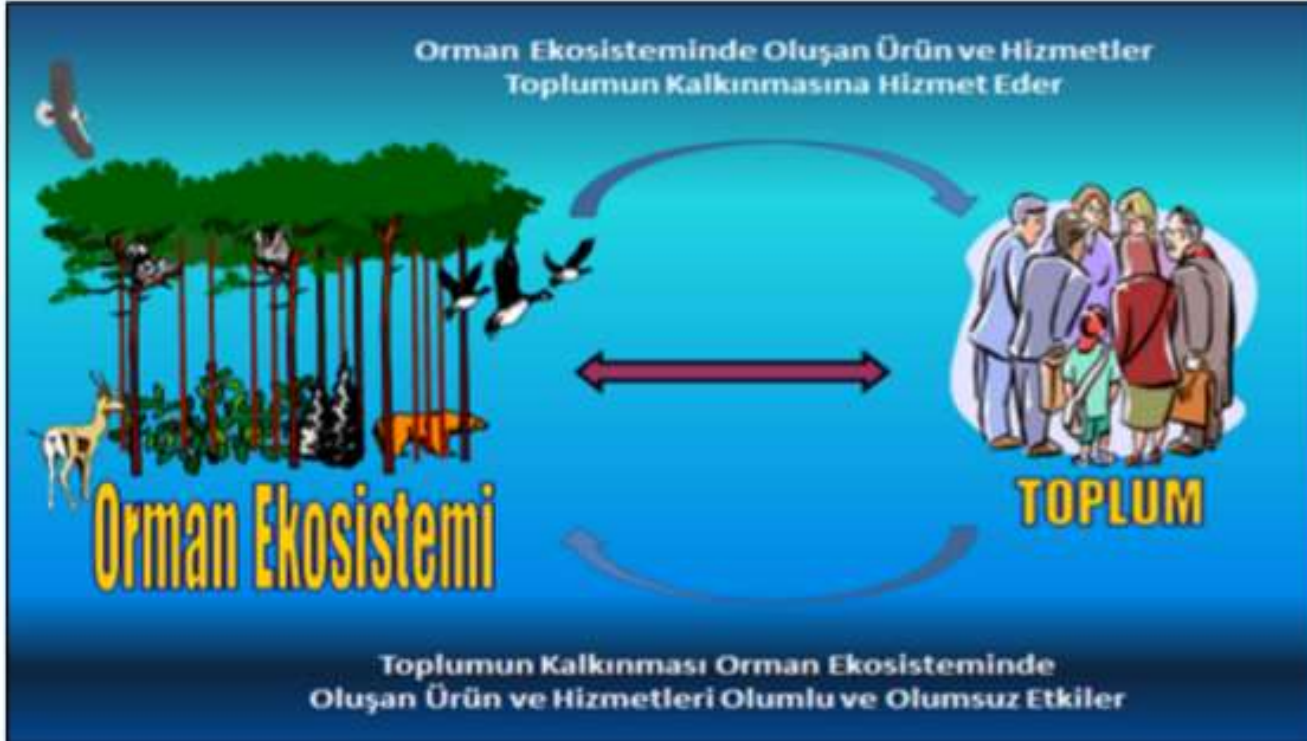 Orman Ekosisteminde Oluşan Ürün ve Hizmetler
Toplumun Kalkınmasına Hizmet Eder
Orman Ekosistemi
TOPLUM
Toplumun Kalkınması Orman Ekosisteminde
Oluşan Ürün ve Hizmetleri Olumlu ve Olumsuz Etkiler